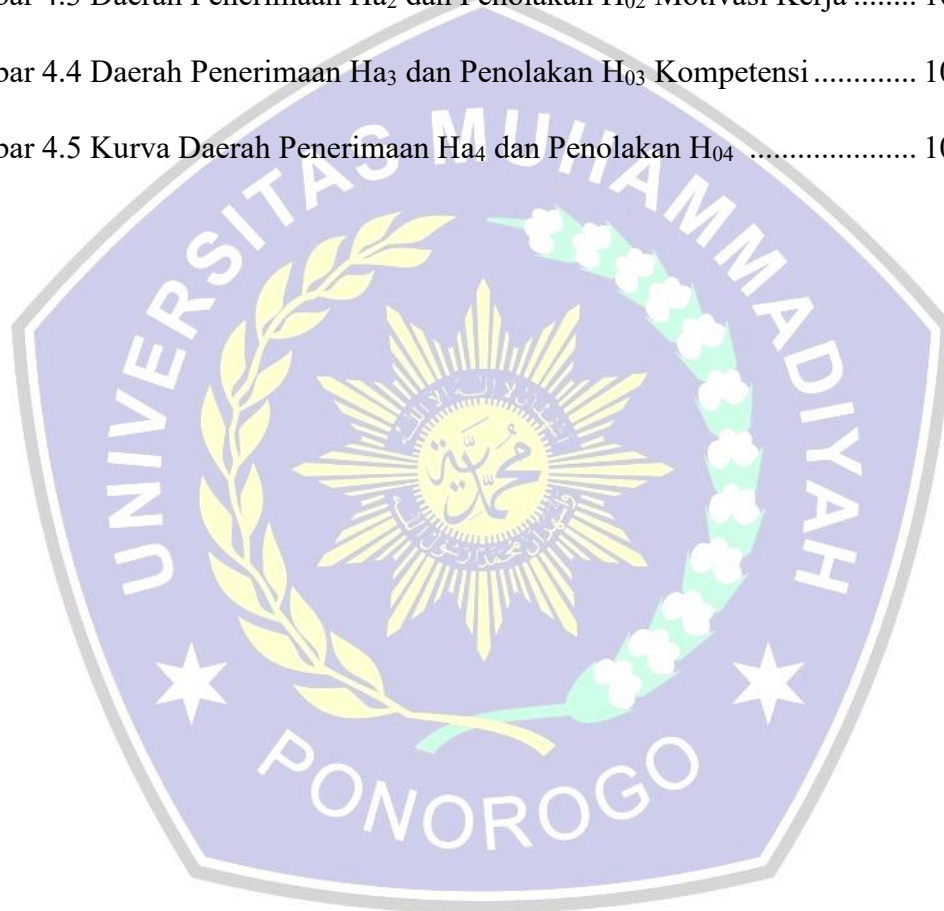 bar 4.3 Daerah Penerimaan Ha₂ dan Penolakan H₀₂ Motivasi Kerja ........ 10
bar 4.4 Daerah Penerimaan Ha₃ dan Penolakan H₀₃ Kompetensi ............. 10
bar 4.5 Kurva Daerah Penerimaan Ha₄ dan Penolakan H₀₄ ..................... 10
UNIVERSITAS MUHAMMADIYAH
محمدية
PONOROGO